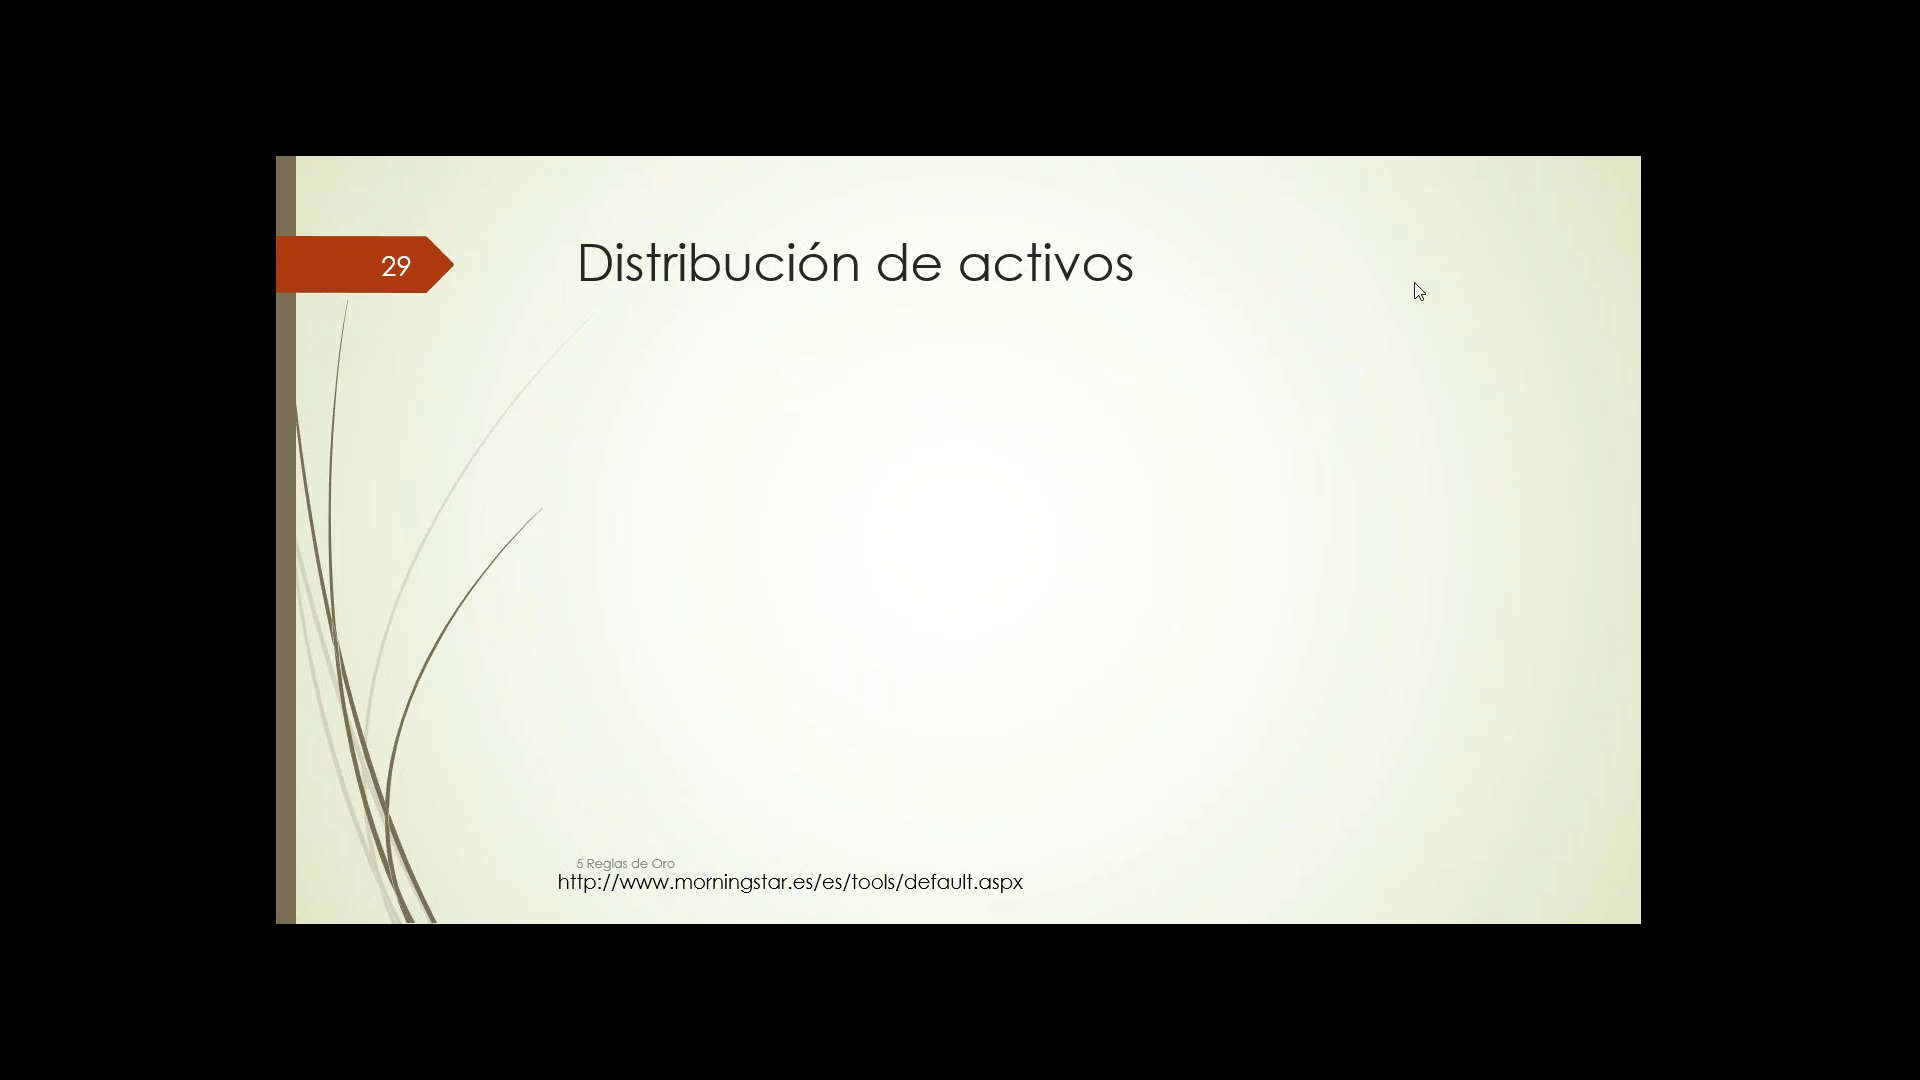 29
Distribución de activos
5 Reglas de Oro
http://www.morningstar.es/es/tools/default.aspx